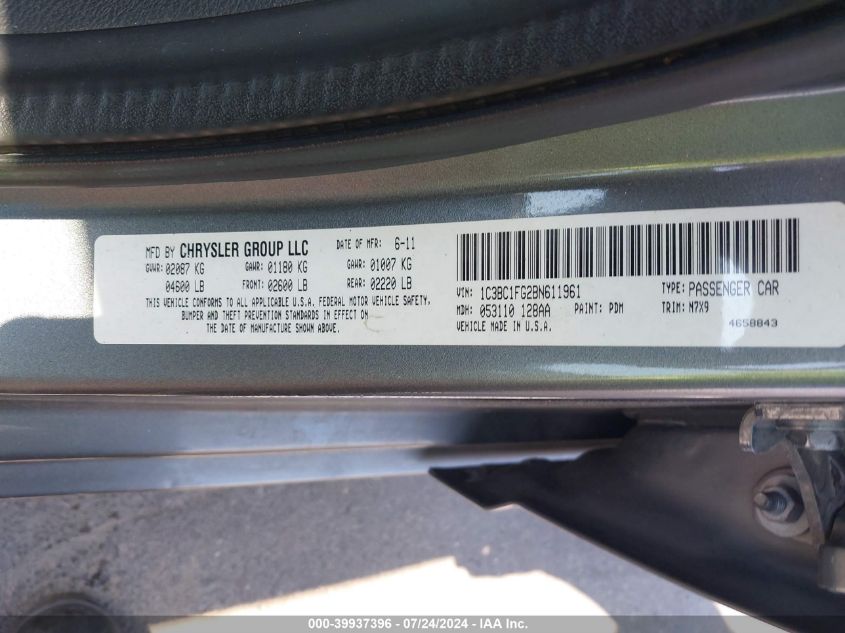 MFD BY CHRYSLER GROUP LLC DATE OF MFR: 6-11
GVWR: 02087 KG GAWR: 01180 KG GAWR: 01007 KG
04600 LB FRONT: 02600 LB REAR: 02220 LB
THIS VEHICLE CONFORMS TO ALL APPLICABLE U.S.A. FEDERAL MOTOR VEHICLE SAFETY,
BUMPER AND THEFT PREVENTION STANDARDS IN EFFECT ON
THE DATE OF MANUFACTURE SHOWN ABOVE.
VIN: 1C3BC1FG2BN611961 TYPE: PASSENGER CAR
MDH: 053110 128AA PAINT: PDM TRIM: N7X9
VEHICLE MADE IN U.S.A. 4658843
000-39937396 - 07/24/2024 - IAA Inc.